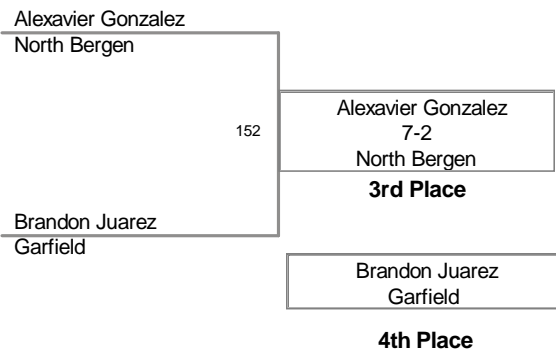 Alexavier Gonzalez
North Bergen
152
Alexavier Gonzalez
7-2
North Bergen
3rd Place
Brandon Juarez
Garfield
Brandon Juarez
Garfield
4th Place